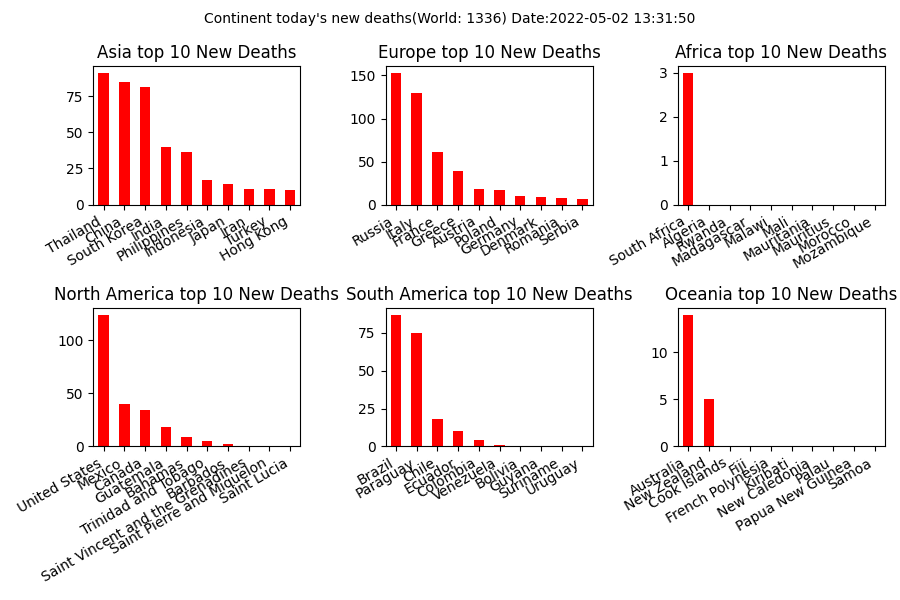 Continent today's new deaths(World: 1336) Date:2022-05-02 13:31:50
Asia top 10 New Deaths
75
50
25
0
Thailand
China
South Korea
India
Philippines
Indonesia
Japan
Iran
Turkey
Hong Kong
Europe top 10 New Deaths
150
100
50
0
Russia
Italy
France
Greece
Austria
Poland
Germany
Denmark
Romania
Serbia
Africa top 10 New Deaths
3
2
1
0
South Africa
Algeria
Rwanda
Madagascar
Malawi
Mali
Mauritania
Mauritius
Morocco
Mozambique
North America top 10 New Deaths
100
50
0
United States
Mexico
Canada
Guatemala
Bahamas
Trinidad and Tobago
Barbados
Saint Vincent and the Grenadines
Saint Pierre and Miquelon
Saint Lucia
South America top 10 New Deaths
75
50
25
0
Brazil
Paraguay
Chile
Ecuador
Colombia
Venezuela
Bolivia
Guyana
Suriname
Uruguay
Oceania top 10 New Deaths
10
5
0
Australia
New Zealand
Cook Islands
Fiji
French Polynesia
Kiribati
New Caledonia
Palau
Papua New Guinea
Samoa